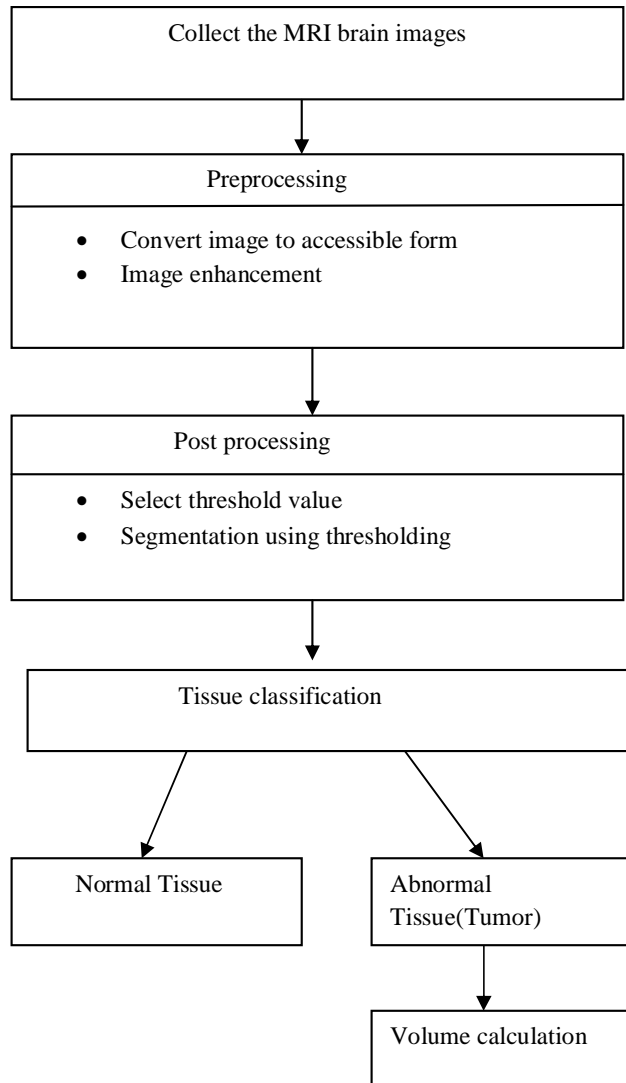 Collect the MRI brain images
Preprocessing
• Convert image to accessible form
• Image enhancement
Post processing
• Select threshold value
• Segmentation using thresholding
Tissue classification
Normal Tissue
Abnormal
Tissue(Tumor)
Volume calculation